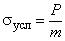 σусл = P/m